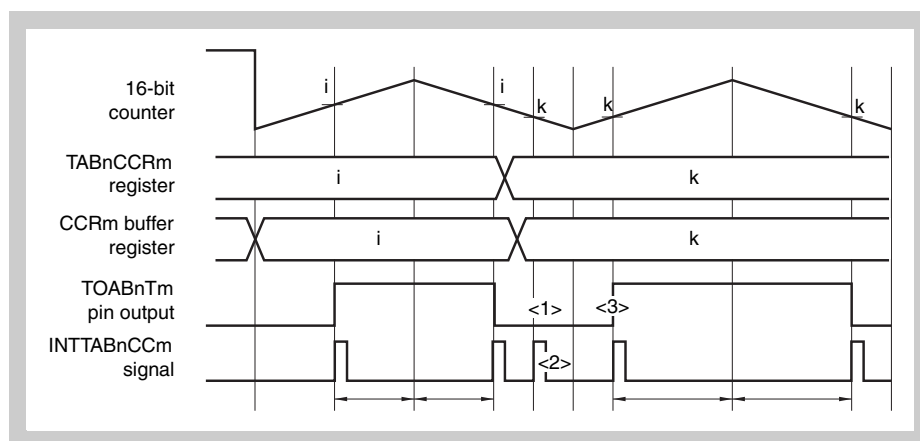 16-bit
counter
i
i
k
k
k
TABnCCRm
register
i
k
CCRm buffer
register
i
k
TOABnTm
pin output
<1>
<3>
INTTABnCCm
signal
<2>